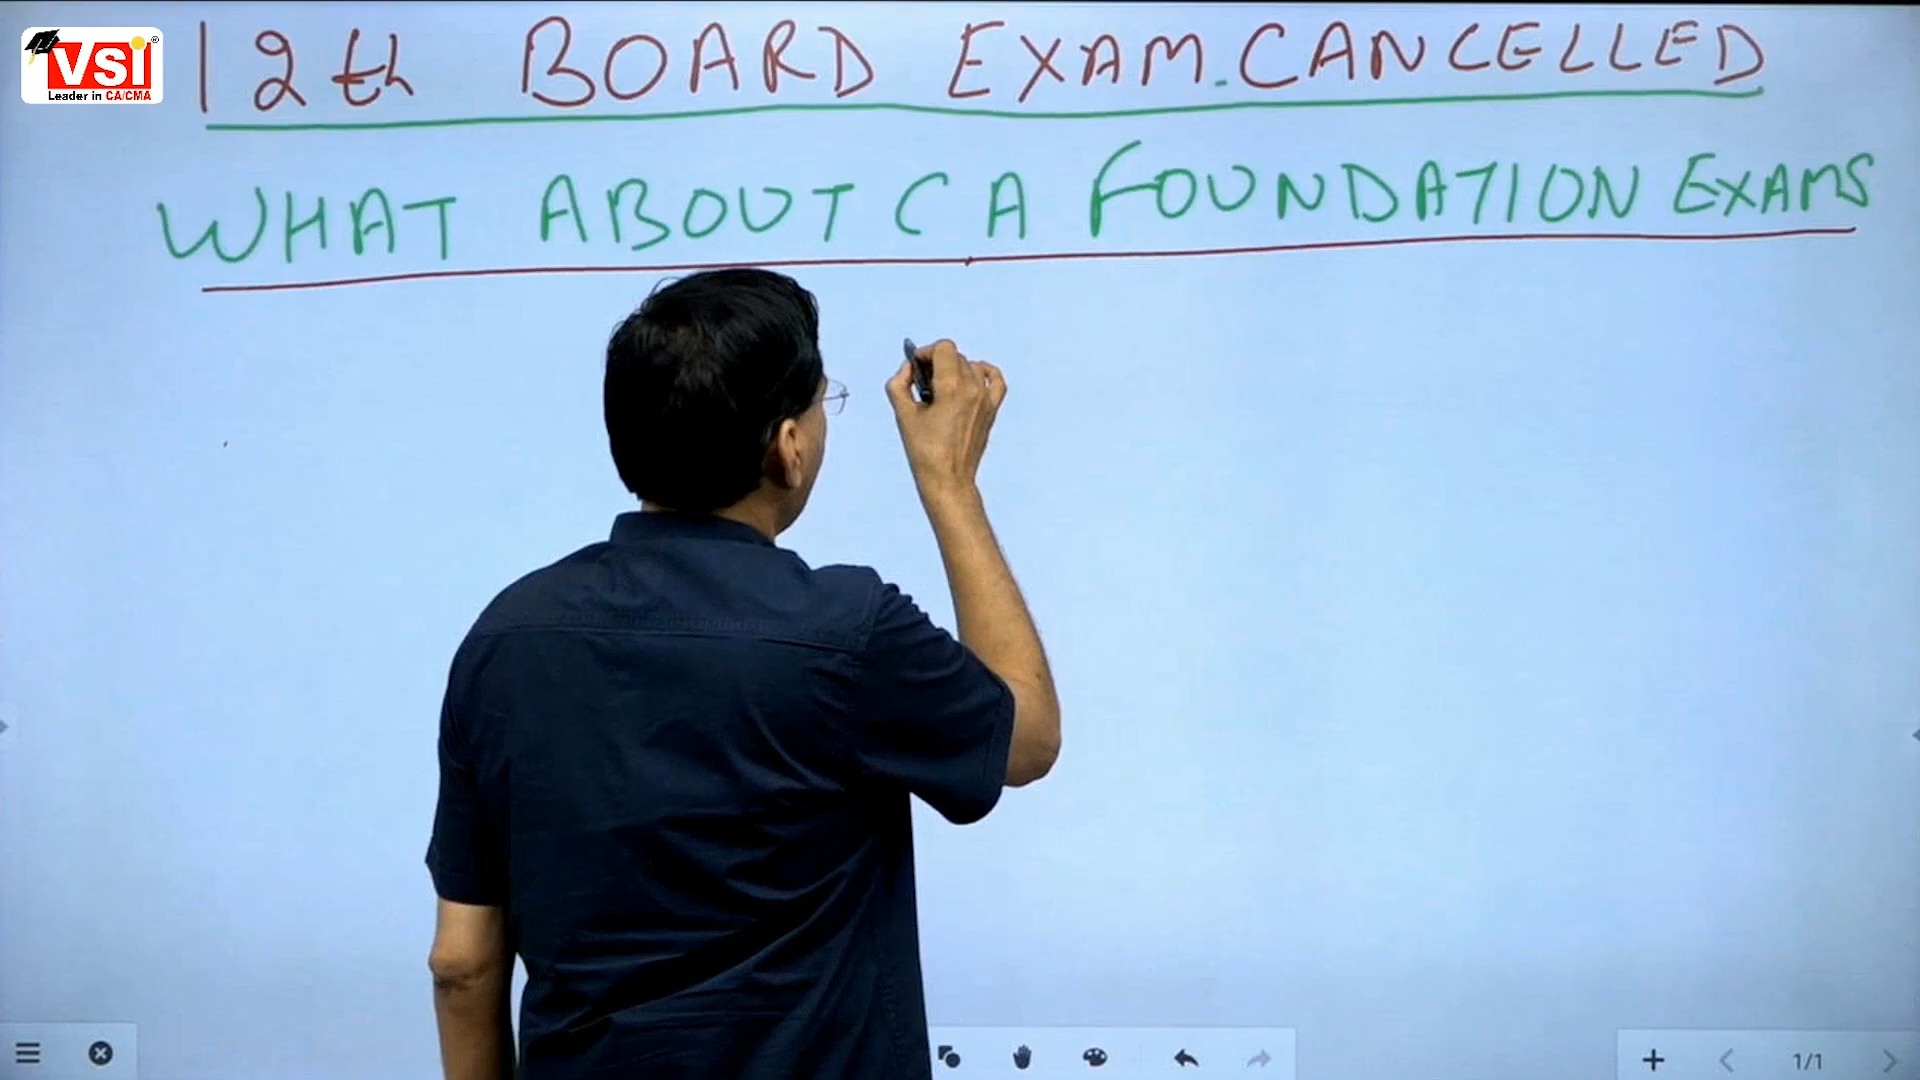 VSI®
Leader in CA/CMA
12th BOARD EXAM. CANCELLED
WHAT ABOUT CA FOUNDATION EXAMS
1/1